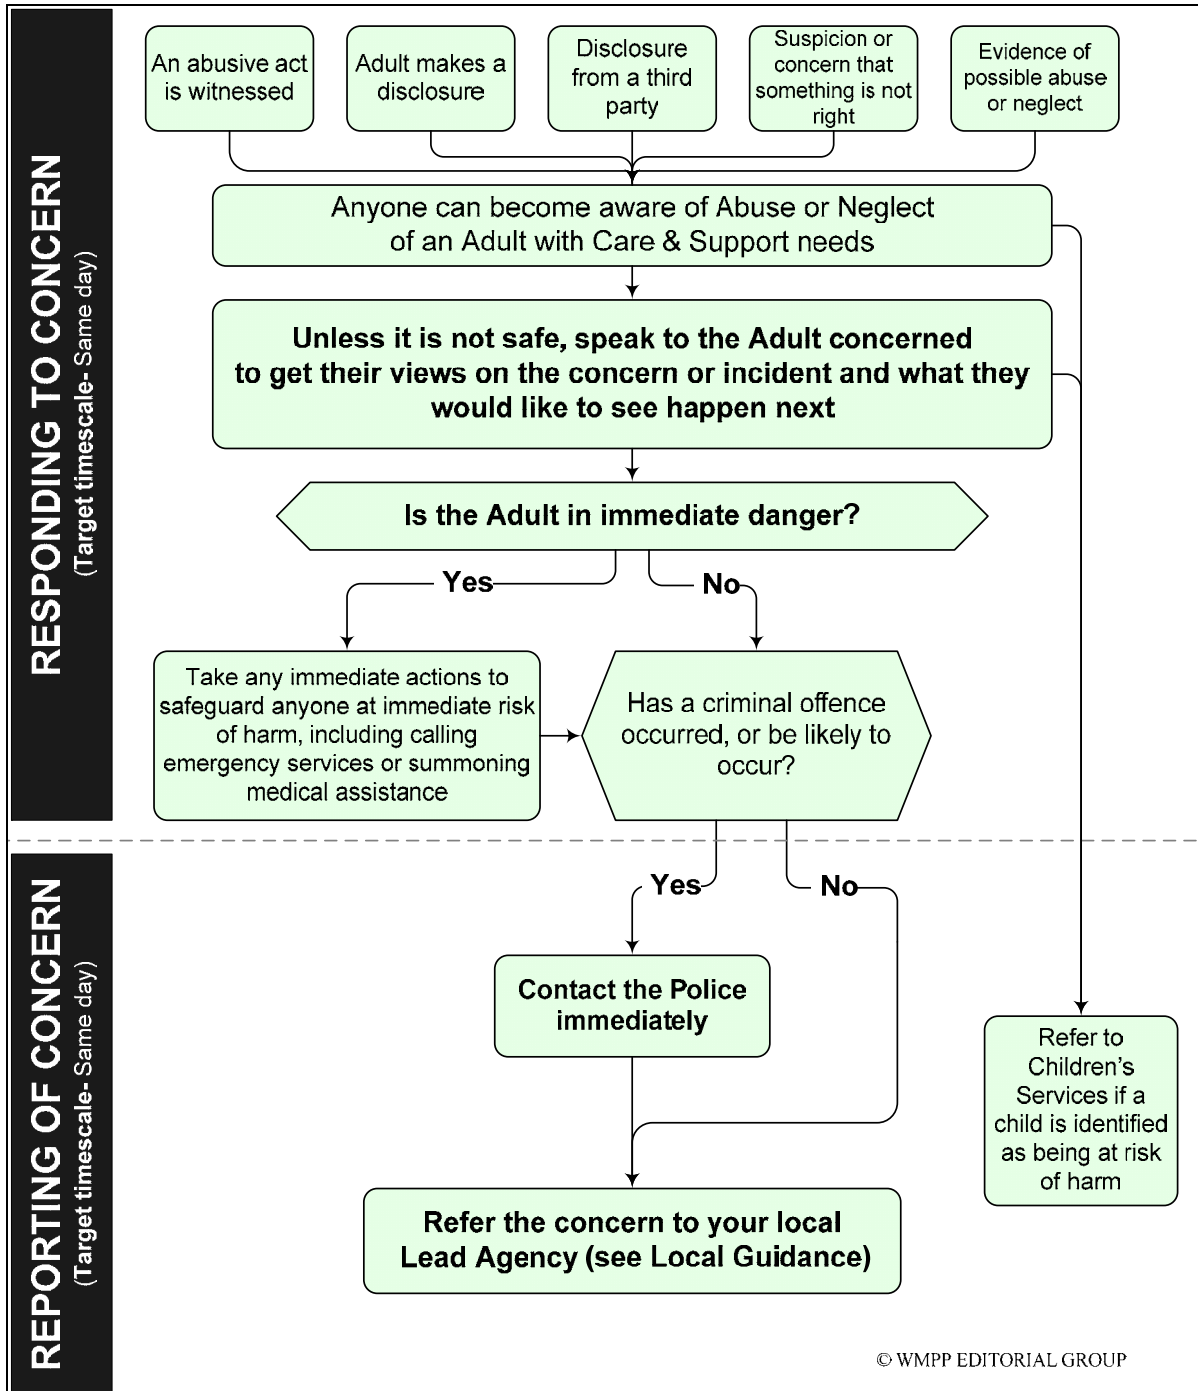 RESPONDING TO CONCERN
(Target timescale- Same day)
An abusive act
is witnessed
Adult makes a
disclosure
Disclosure
from a third
party
Suspicion or
concern that
something is not
right
Evidence of
possible abuse
or neglect
Anyone can become aware of Abuse or Neglect
of an Adult with Care & Support needs
Unless it is not safe, speak to the Adult concerned
to get their views on the concern or incident and what they
would like to see happen next
Is the Adult in immediate danger?
Yes
No
Take any immediate actions to
safeguard anyone at immediate risk
of harm, including calling
emergency services or summoning
medical assistance
Has a criminal offence
occurred, or be likely to
occur?
REPORTING OF CONCERN
(Target timescale- Same day)
Yes
No
Contact the Police
immediately
Refer to
Children's
Services if a
child is identified
as being at risk
of harm
Refer the concern to your local
Lead Agency (see Local Guidance)
© WMPP EDITORIAL GROUP